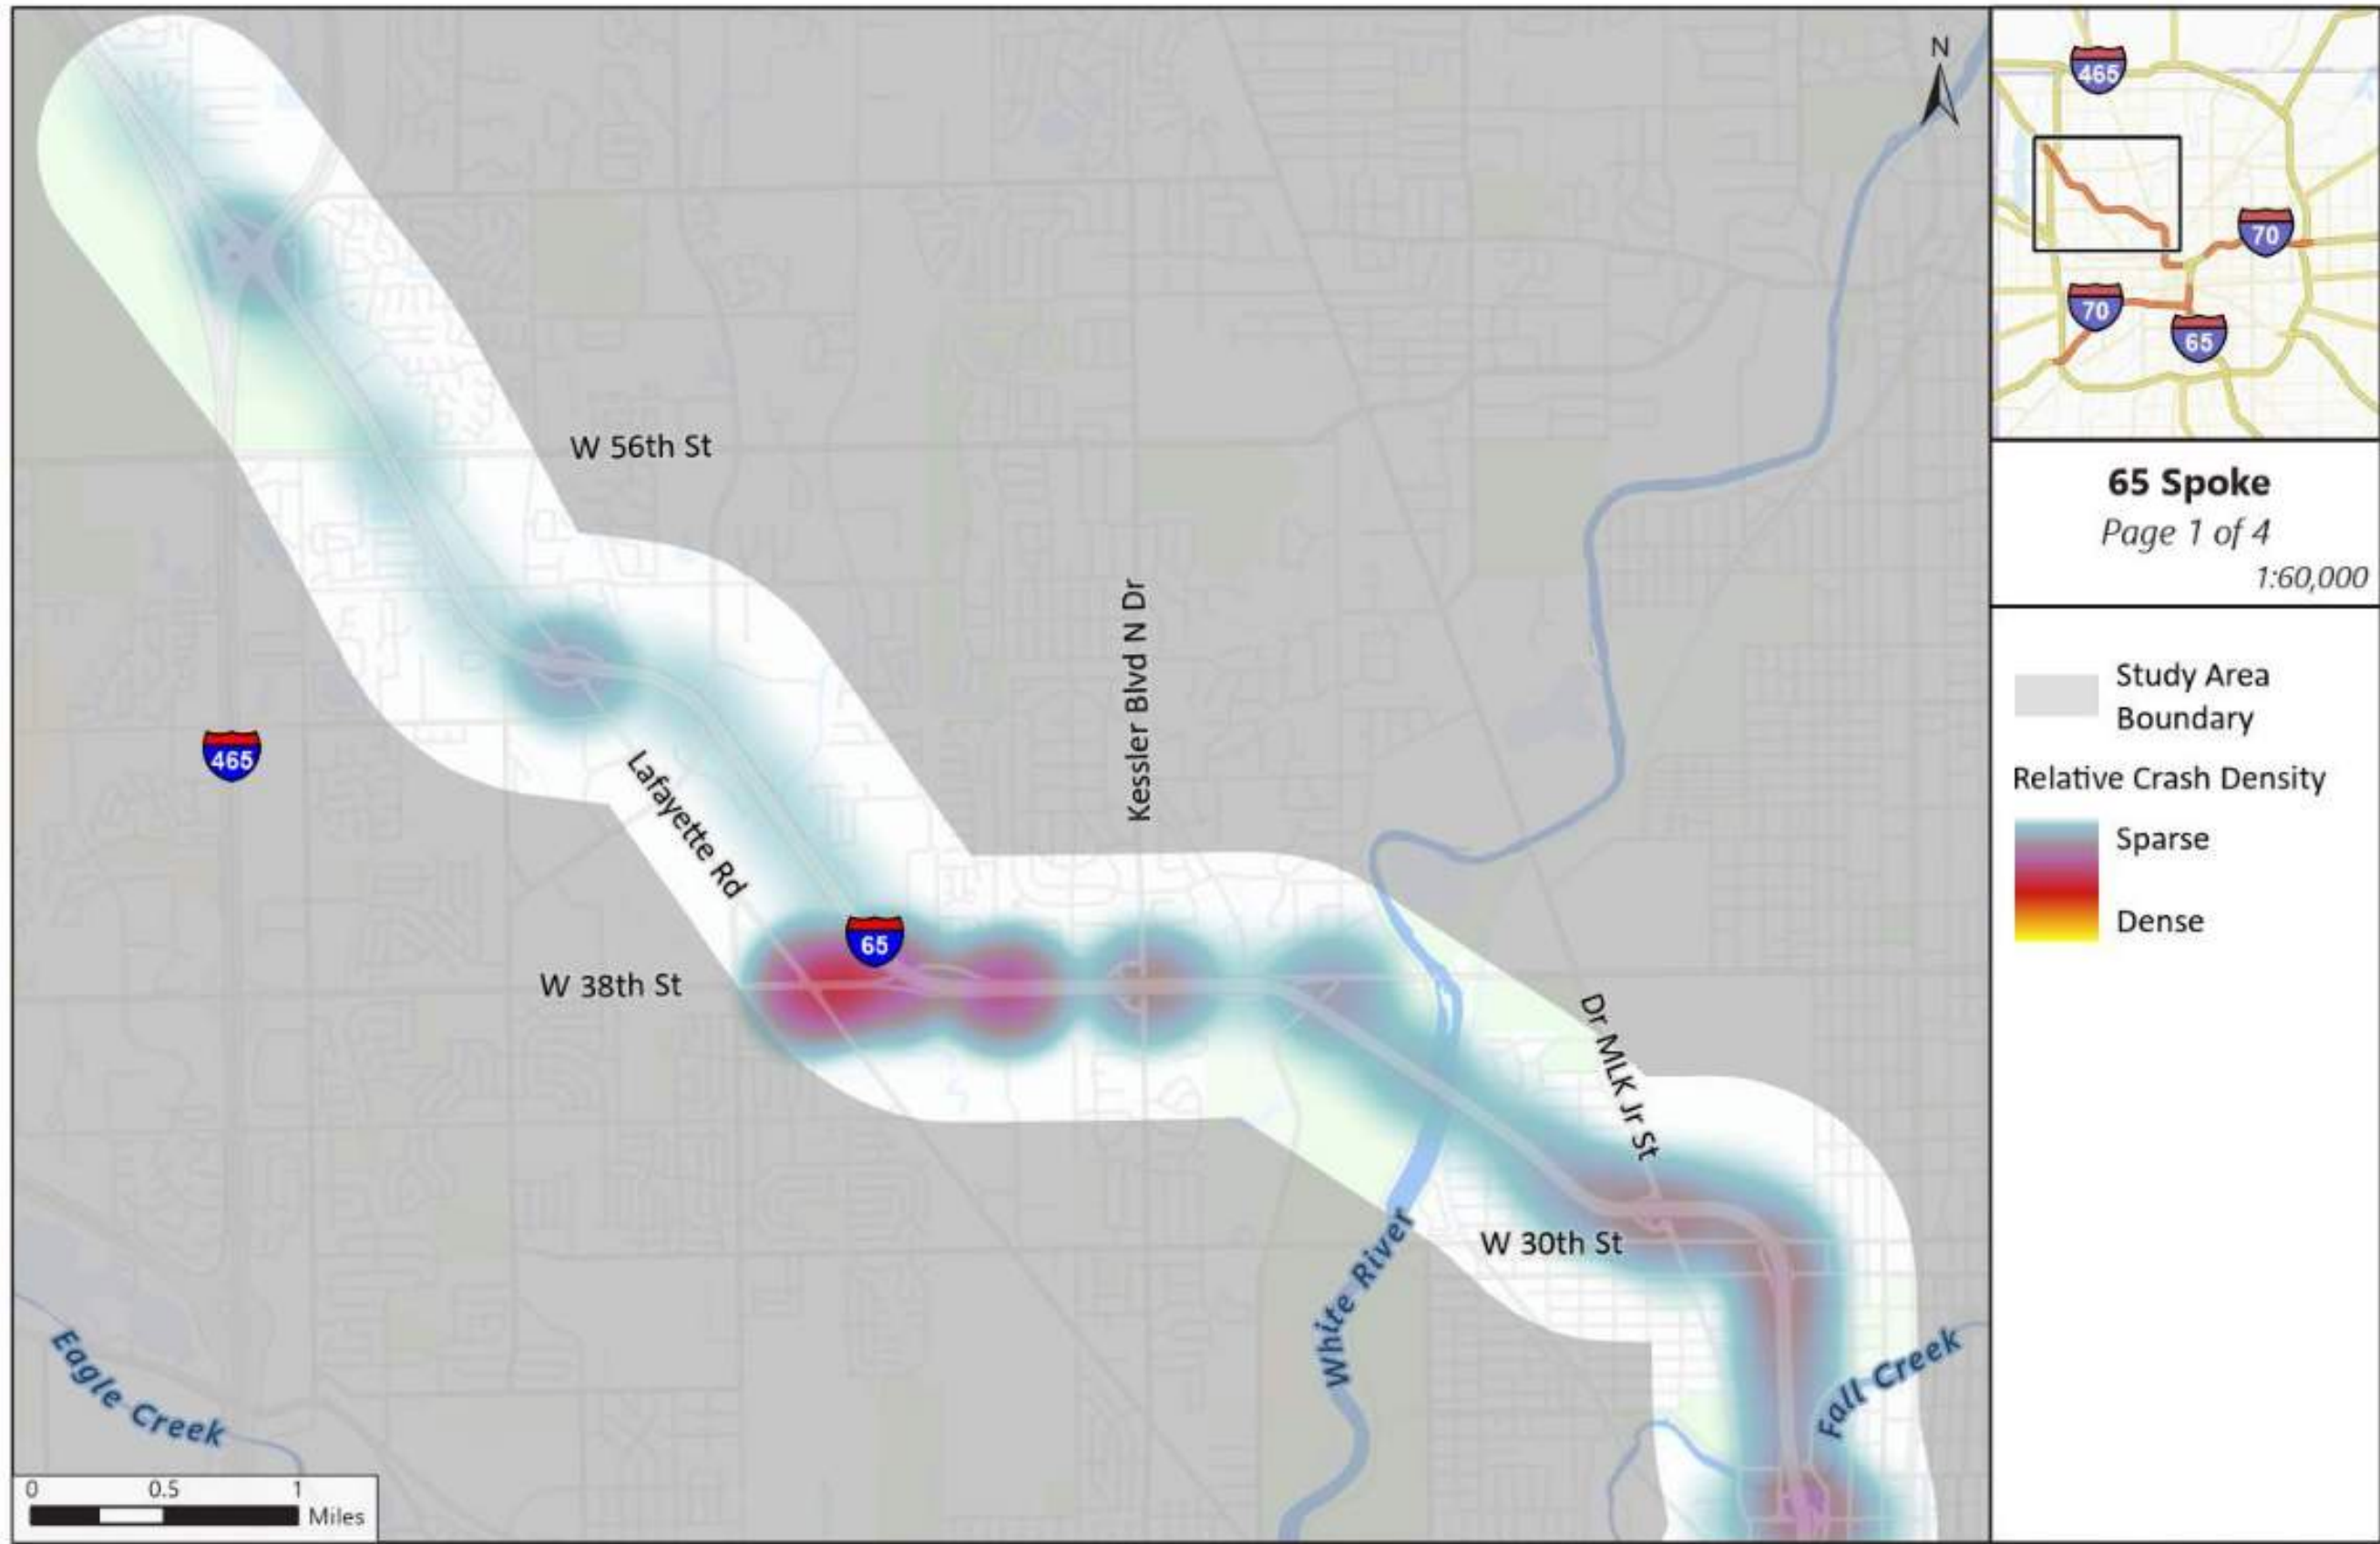 N
W 56th St
Kessler Blvd N Dr
465
Lafayette Rd
65
W 38th St
Dr MLK Jr St
W 30th St
White River
Fall Creek
Eagle Creek
0 0.5 1
Miles
465
70
70
65
65 Spoke
Page 1 of 4
1:60,000
Study Area
Boundary
Relative Crash Density
Sparse
Dense